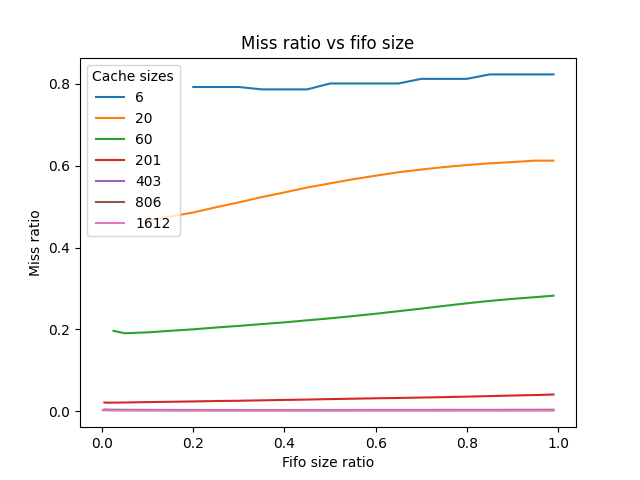 Miss ratio vs fifo size
Cache sizes
6
20
60
201
403
806
1612
0.8
0.6
0.4
0.2
0.0
Miss ratio
0.0 0.2 0.4 0.6 0.8 1.0
Fifo size ratio